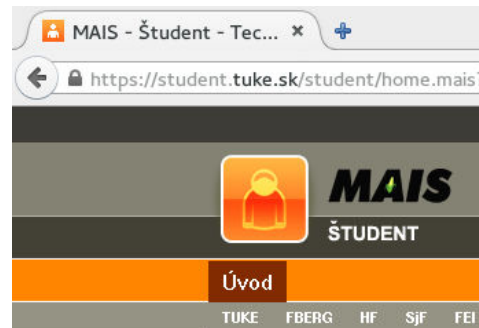 MAIS - Študent - Tec...
https://student.tuke.sk/student/home.mais?
MAIS
ŠTUDENT
Úvod
TUKE FBERG HF SjF FEI